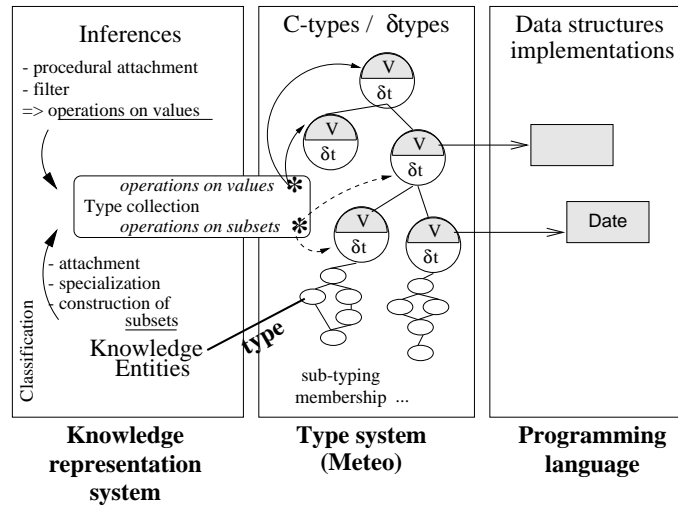 Inferences
- procedural attachment
- filter
=> operations on values
operations on values *
Type collection
operations on subsets *
- attachment
- specialization
- construction of
subsets
Classification
Knowledge
Entities
type
C-types / δtypes
V
δt
V
δt
V
δt
V
δt
V
δt
sub-typing
membership ...
Data structures
implementations
Date
Knowledge
representation
system
Type system
(Meteo)
Programming
language